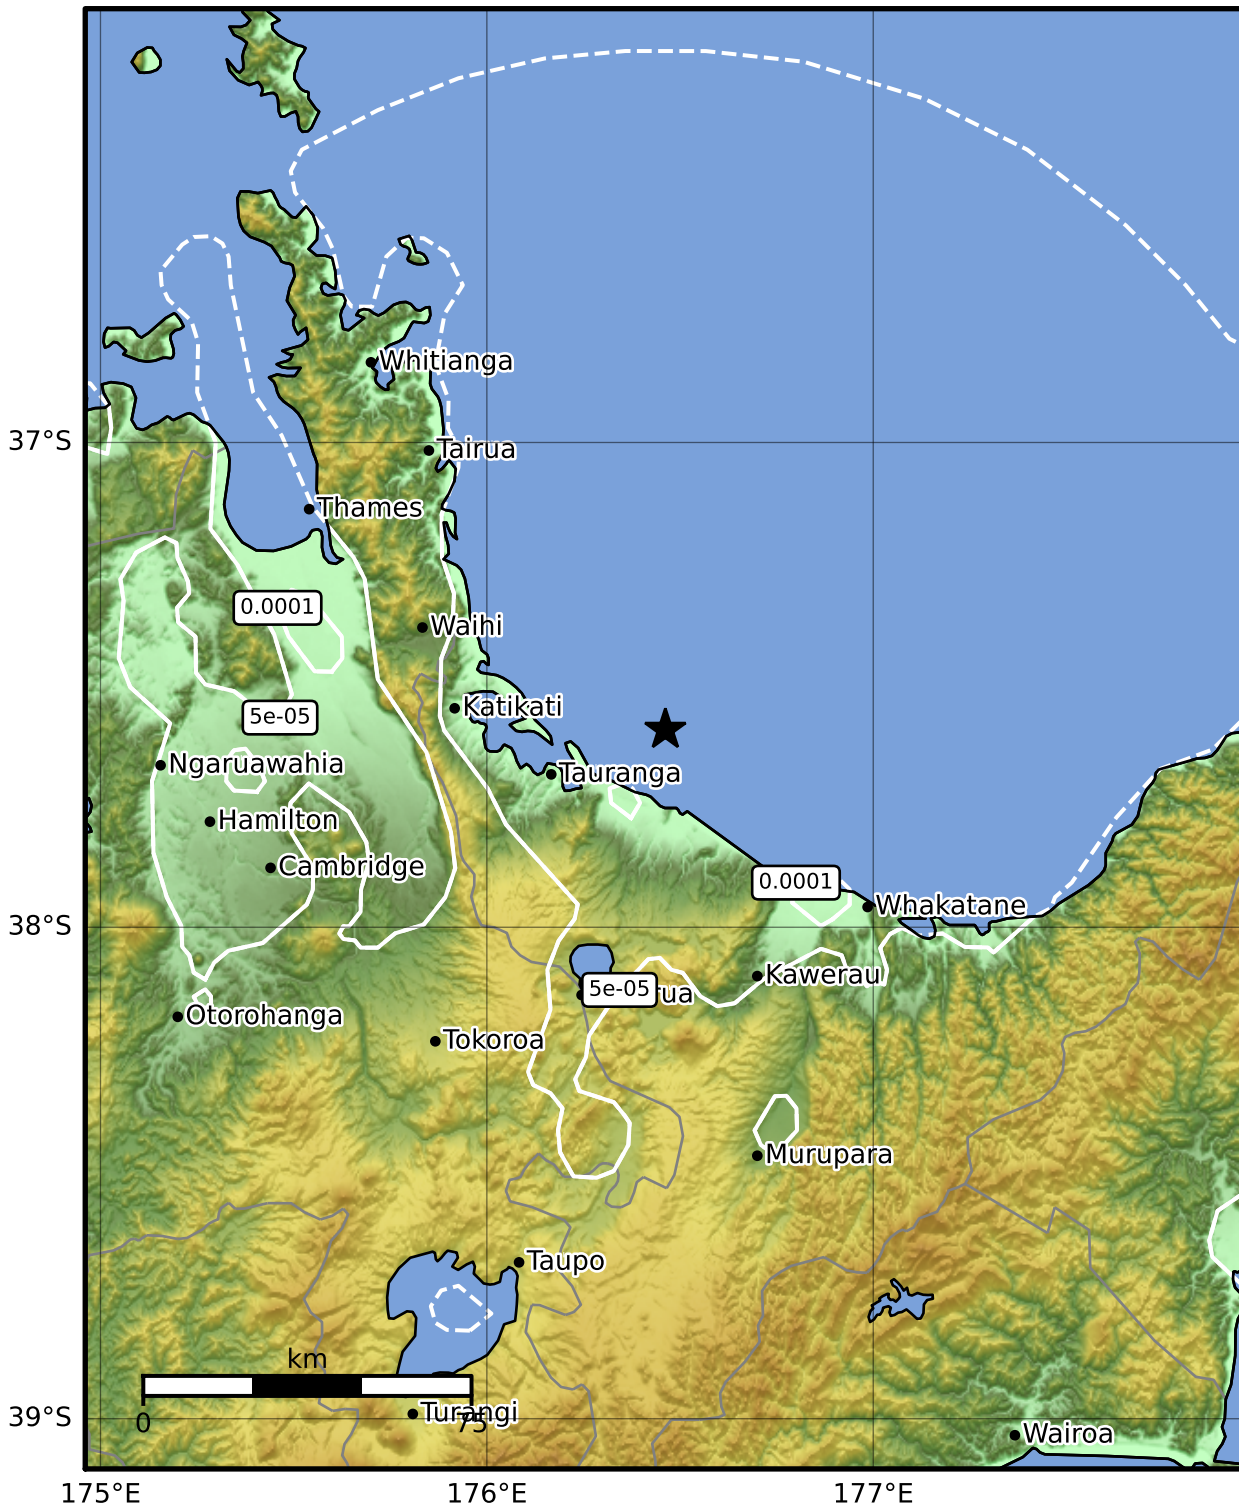 Whitianga
37°S
Tairua
Thames
0.0001
Waihi
Katikati
5e-05
Ngaruawahia
Tauranga
Hamilton
Cambridge
0.0001
Whakatane
38°S
Kawerau
5e-05
ua
Otorohanga
Tokoroa
Murupara
Taupo
km
0
75
Turangi
39°S
Wairoa
175°E
176°E
177°E